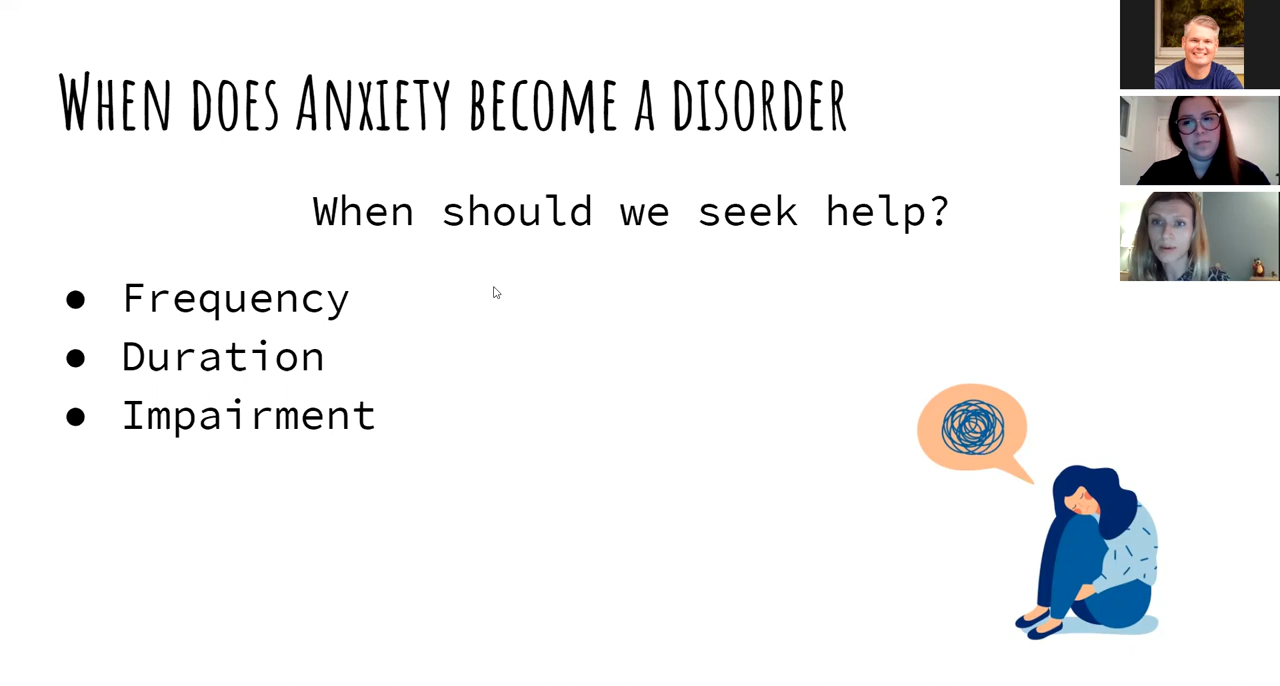 When does Anxiety become a disorder
When should we seek help?
● Frequency
● Duration
● Impairment